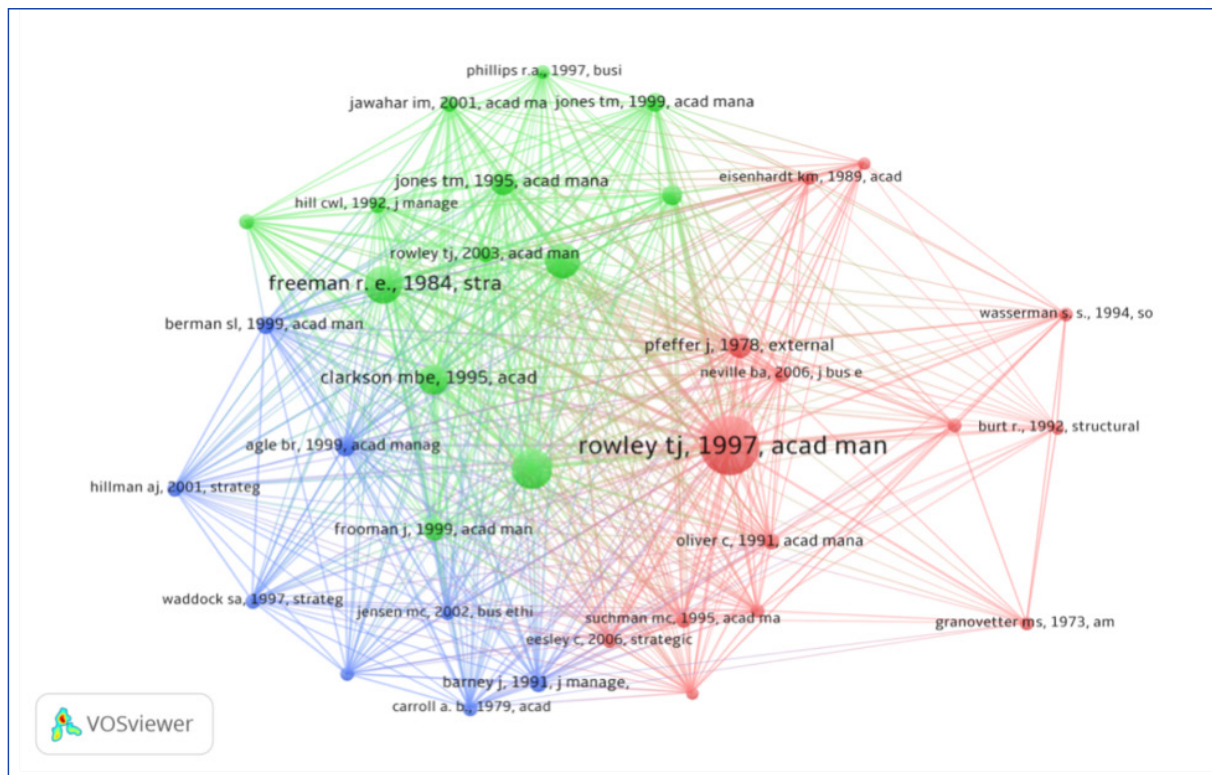 phillips r.a., 1997, busi
jawahar im, 2001, acad ma
jones tm, 1999, acad mana
jones tm, 1995, acad mana
eisenhardt km, 1989, acad
hill cwl, 1992, j manage
rowley tj, 2003, acad man
freeman r. e., 1984, stra
wasserman s. s., 1994, so
berman sl, 1999, acad man
pfeffer j, 1978, external
neville ba, 2006, j bus e
clarkson mbe, 1995, acad
burt r., 1992, structural
agle br, 1999, acad manag
rowley tj, 1997, acad man
hillman aj, 2001, strateg
frooman j, 1999, acad man
oliver c, 1991, acad mana
waddock sa, 1997, strateg
jensen mc, 2002, bus ethi
suchman mc, 1995, acad ma
granovetter ms, 1973, am
eesley c, 2006, strategic
barney j, 1991, j manage,
carroll a. b., 1979, acad
VOSviewer